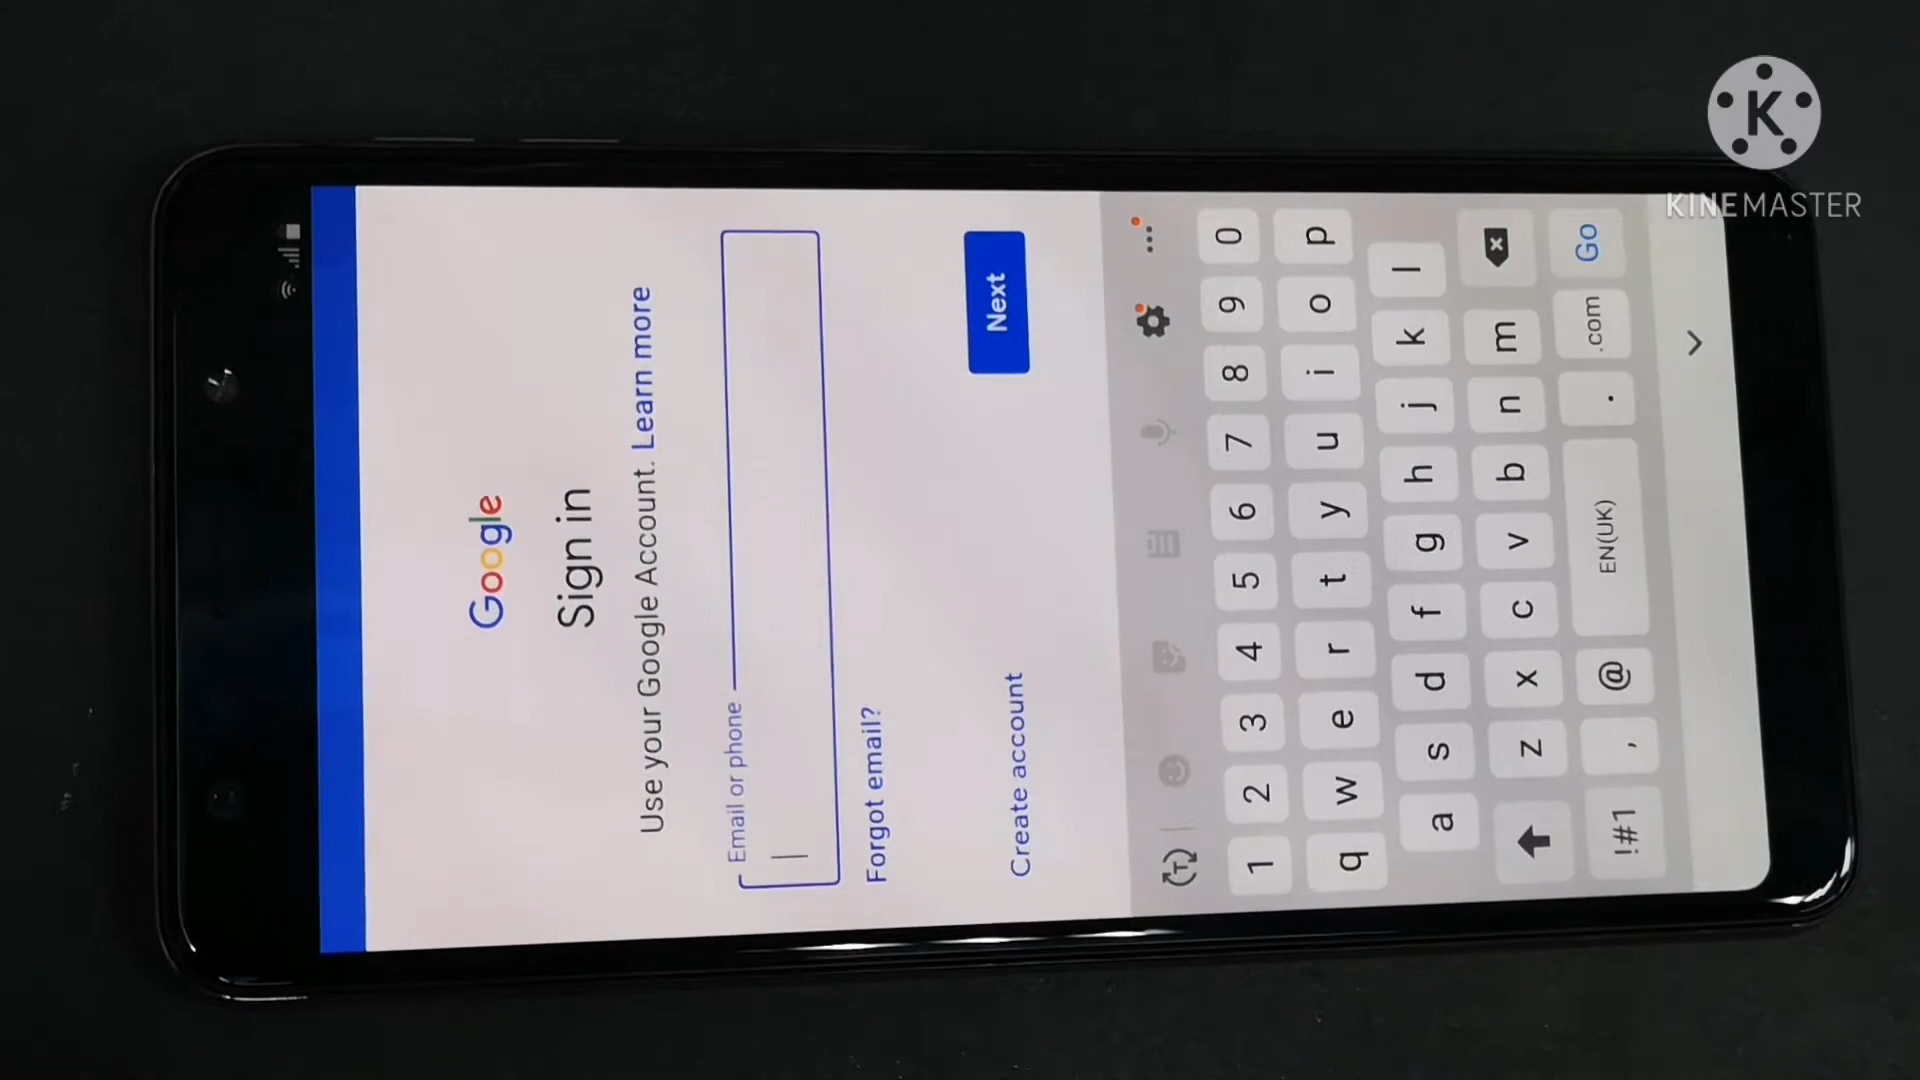 Google
Sign in
Use your Google Account. Learn more
Email or phone
Forgot email?
Create account
Next
T
1 2 3 4 5 6 7 8 9 0
q w e r t y u i o p
a s d f g h j k l
z x c v b n m
!#1 , @ EN(UK) . .com Go
K
KINEMASTER